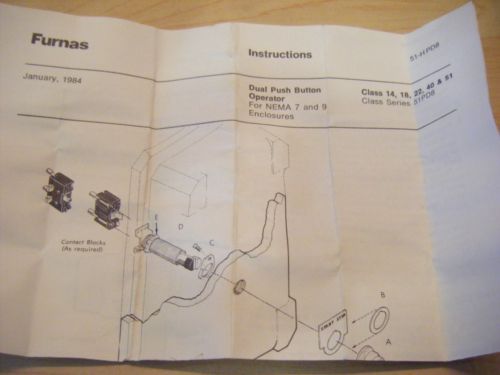 Furnas
Instructions
51-HPD8
January, 1984
Dual Push Button
Operator
For NEMA 7 and 9
Enclosures
Class 14, 18, 22, 40 & 51
Class Series 51PD8
E
D
C
Contact Blocks
(As required)
B
A